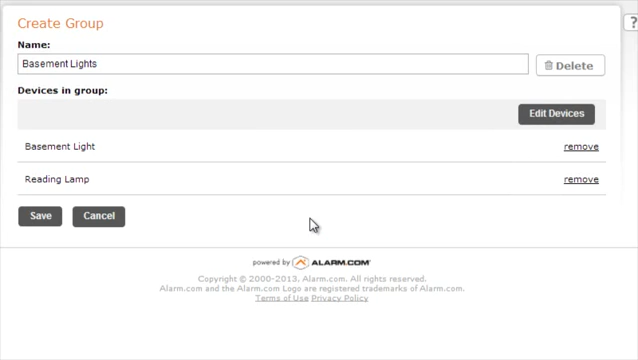 Create Group
?
Name:
Basement Lights
Delete
Devices in group:
Edit Devices
Basement Light remove
Reading Lamp remove
Save Cancel
powered by ALARM.COM®
Copyright © 2000-2013. Alarm.com. All rights reserved.
Alarm.com and the Alarm.com Logo are registered trademarks of Alarm.com.
Terms of Use Privacy Policy